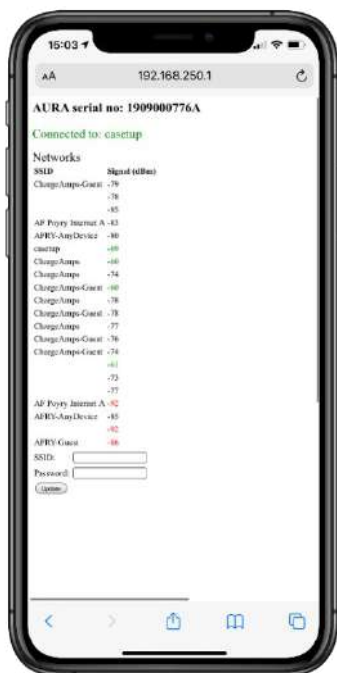 15:03
AA 192.168.250.1
AURA serial no: 1909000776A
Connected to: casetup
Networks
SSID Signal (dBm)
ChargeAmps-Guest -79
-78
-85
AF Poyry Internet A -83
AFRY-AnyDevice -80
casetup -69
ChargeAmps -60
ChargeAmps -74
ChargeAmps-Guest -60
ChargeAmps -78
ChargeAmps-Guest -78
ChargeAmps -77
ChargeAmps-Guest -76
ChargeAmps-Guest -74
-61
-73
-77
AF Poyry Internet A -92
AFRY-AnyDevice -85
-92
AFRY-Guest -86
SSID:
Password:
Update